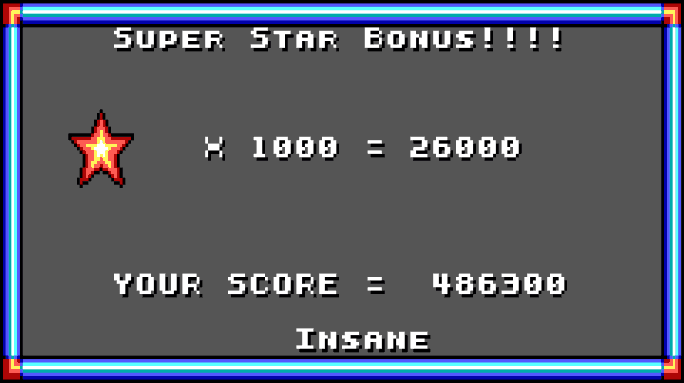 Super Star Bonus!!!!
x 1000 = 26000
YOUR SCORE = 486300
Insane